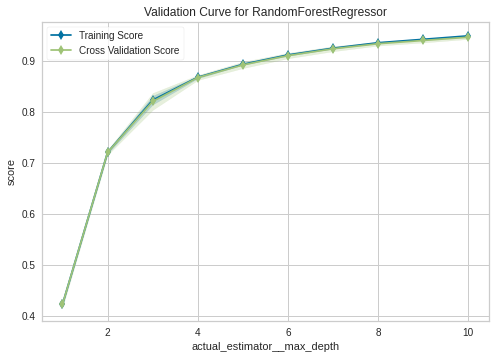 Validation Curve for RandomForestRegressor
Training Score
Cross Validation Score
0.9
0.8
0.7
0.6
0.5
0.4
score
2 4 6 8 10
actual_estimator__max_depth